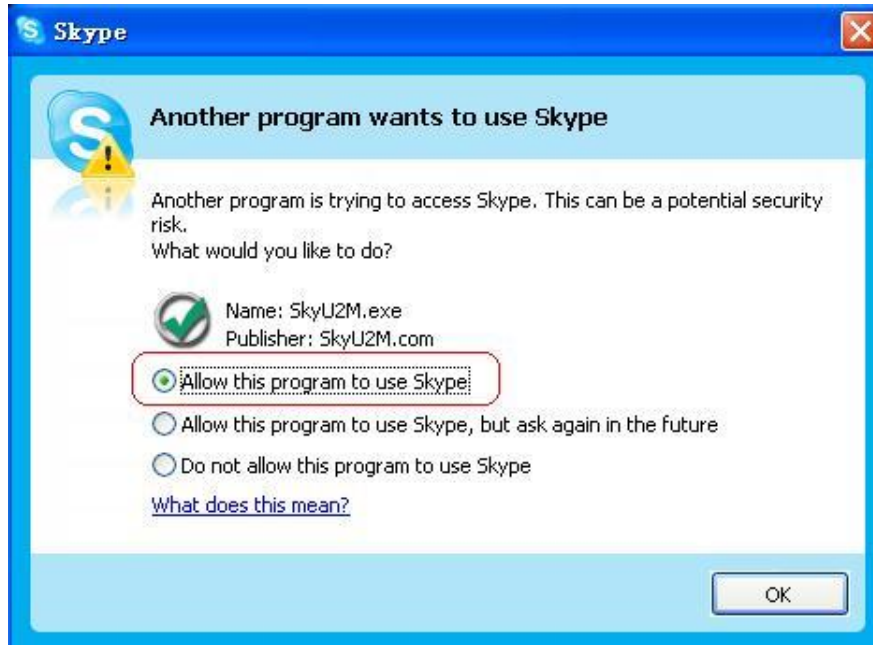 Skype
Another program wants to use Skype
Another program is trying to access Skype. This can be a potential security
risk.
What would you like to do?
Name: SkyU2M.exe
Publisher: SkyU2M.com
Allow this program to use Skype
Allow this program to use Skype, but ask again in the future
Do not allow this program to use Skype
What does this mean?
OK